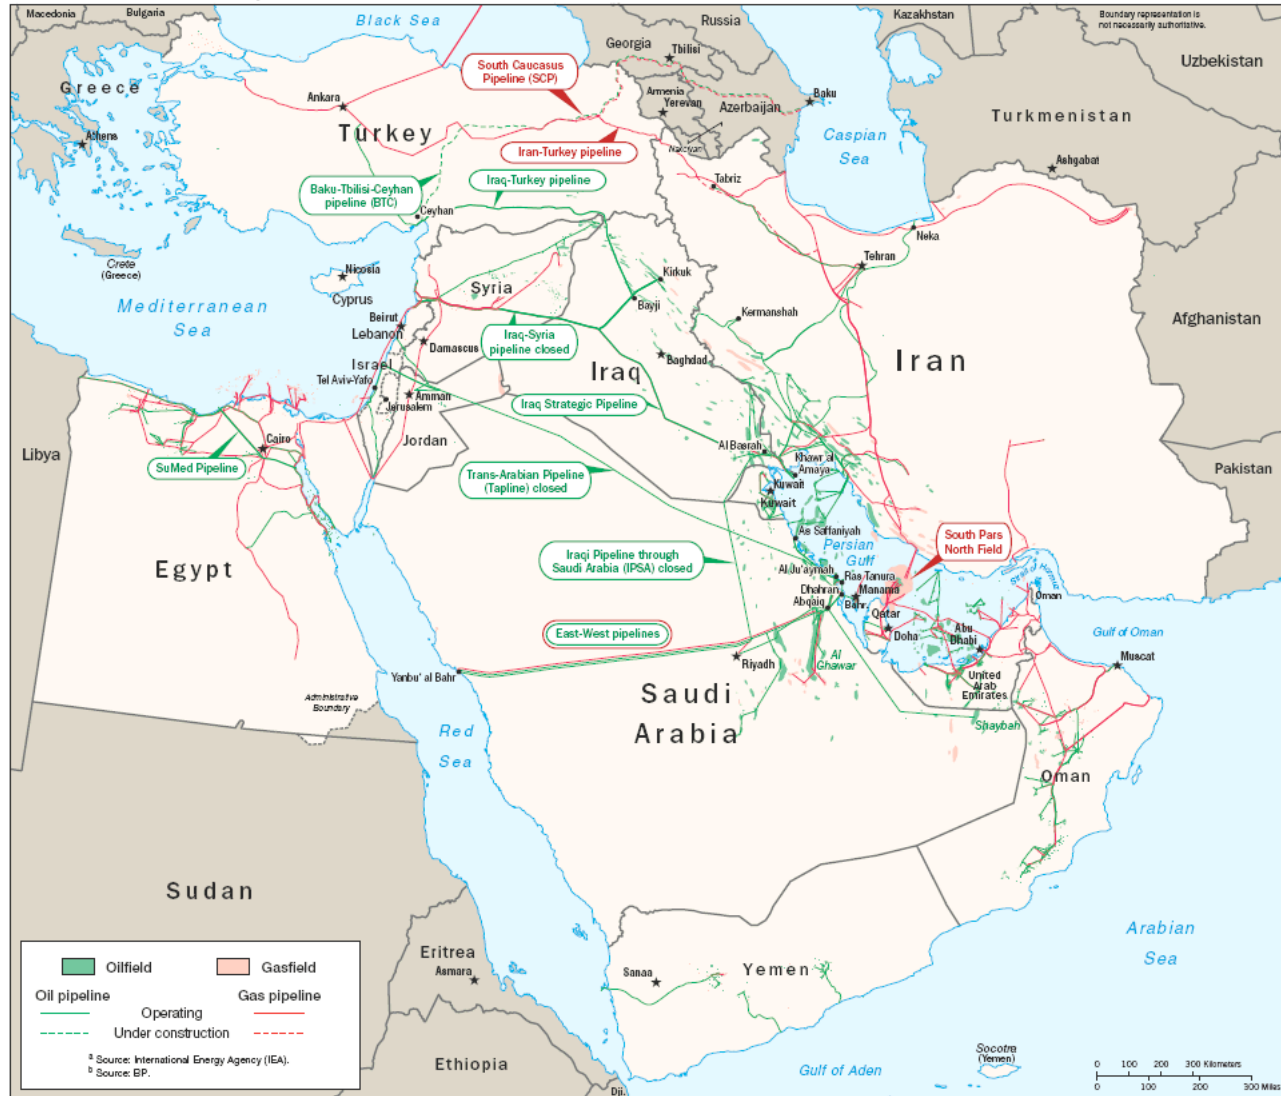 Macedonia
Bulgaria
Black Sea
Russia
Kazakhstan
Boundary representation is
not necessarily authoritative.
Georgia
Tbilisi
Uzbekistan
South Caucasus
Pipeline (SCP)
Greece
Ankara
Armenia
Yerevan
Azerbaijan
Baku
Turkmenistan
Athens
Turkey
Caspian
Sea
Iran-Turkey pipeline
Ashgabat
Baku-Tbilisi-Ceyhan
pipeline (BTC)
Iraq-Turkey pipeline
Tabriz
Ceyhan
Neka
Crete
(Greece)
Nicosia
Cyprus
Tehran
Mediterranean
Sea
Syria
Kirkuk
Bayji
Kermanshah
Afghanistan
Beirut
Lebanon
Iraq-Syria
pipeline closed
Damascus
Baghdad
Iran
Israel
Iraq
Tel Aviv-Yafo
Amman
Jerusalem
Iraq Strategic Pipeline
Libya
Cairo
Jordan
Al Basrah
SuMed Pipeline
Khawr al
Amaya
Pakistan
Trans-Arabian Pipeline
(Tapline) closed
Kuwait
Kuwait
As Saffaniyah
Persian
Gulf
South Pars
North Field
Iraqi Pipeline through
Saudi Arabia (IPSA) closed
Egypt
Al Ju'aymah
Ras Tanura
Dhahran
Manama
Abqaiq
Bahr.
Strait of Hormuz
Oman
Qatar
Doha
Abu
Dhabi
Gulf of Oman
East-West pipelines
Riyadh
Al
Ghawar
Muscat
Yanbu' al Bahr
United
Arab
Emirates
Administrative
Boundary
Saudi
Arabia
Shaybah
Red
Sea
Oman
Sudan
Arabian
Sea
Eritrea
Asmara
Sanaa
Yemen
Oilfield
Gasfield
Oil pipeline
Gas pipeline
Operating
Under construction
a Source: International Energy Agency (IEA).
b Source: BP.
Ethiopia
Dji.
Gulf of Aden
Socotra
(Yemen)
0 100 200 300 Kilometers
0 100 200 300 Miles